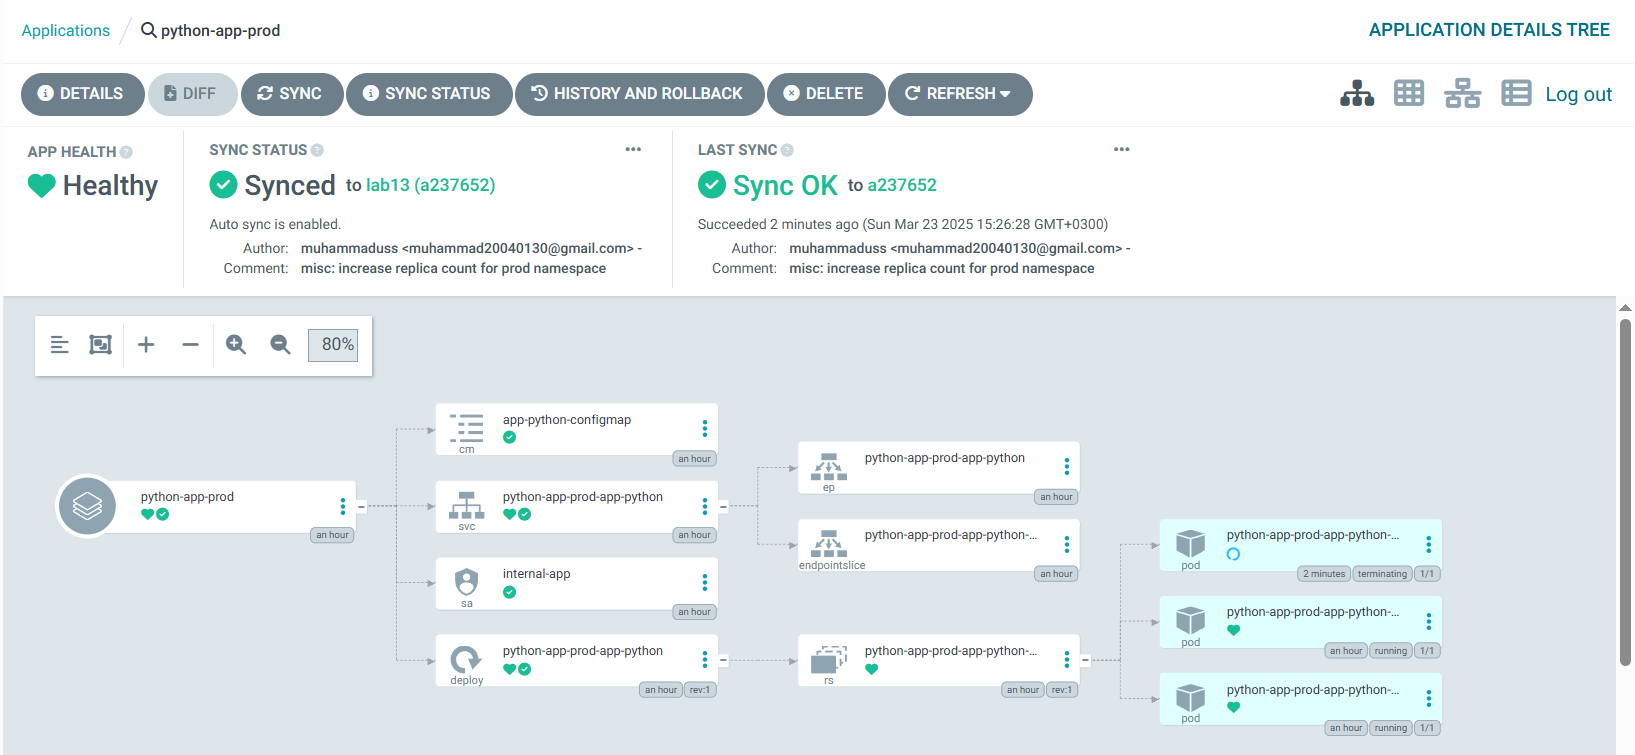 Applications / python-app-prod
APPLICATION DETAILS TREE
DETAILS DIFF SYNC SYNC STATUS HISTORY AND ROLLBACK DELETE REFRESH
Log out
APP HEALTH
Healthy
SYNC STATUS
Synced to lab13 (a237652)
Auto sync is enabled.
Author: muhammaduss <muhammad20040130@gmail.com> -
Comment: misc: increase replica count for prod namespace
LAST SYNC
Sync OK to a237652
Succeeded 2 minutes ago (Sun Mar 23 2025 15:26:28 GMT+0300)
Author: muhammaduss <muhammad20040130@gmail.com> -
Comment: misc: increase replica count for prod namespace
80%
python-app-prod
an hour
app-python-configmap
cm
an hour
python-app-prod-app-python
svc
an hour
internal-app
sa
an hour
python-app-prod-app-python
deploy
an hour rev:1
python-app-prod-app-python
ep
an hour
python-app-prod-app-python-...
endpointslice
an hour
python-app-prod-app-python-...
rs
an hour rev:1
python-app-prod-app-python-...
pod
2 minutes terminating 1/1
python-app-prod-app-python-...
pod
an hour running 1/1
python-app-prod-app-python-...
pod
an hour running 1/1